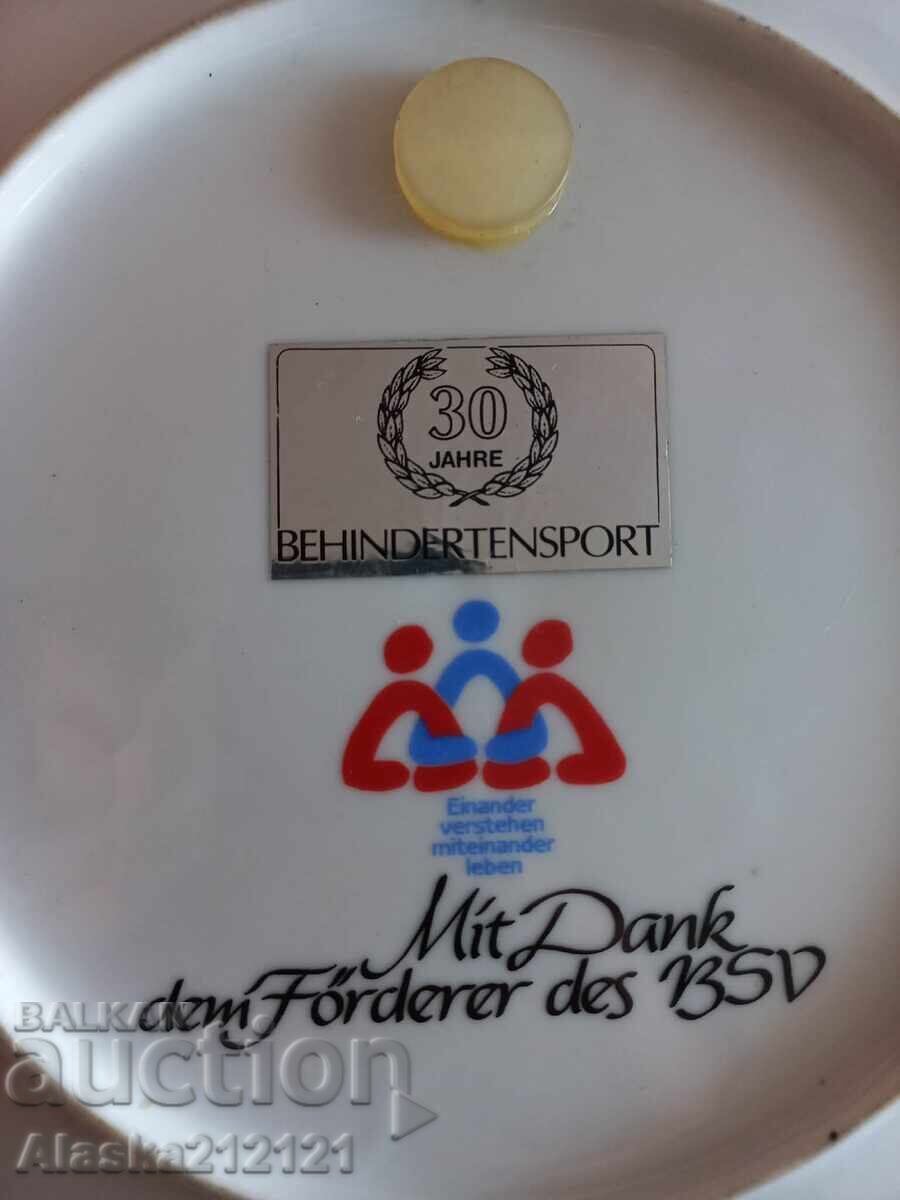 30
JAHRE
BEHINDERTENSPORT
Einander
verstehen
miteinander
leben
Mit Dank
dem Förderer des BSV
BALKAN
auction
Alaska212121